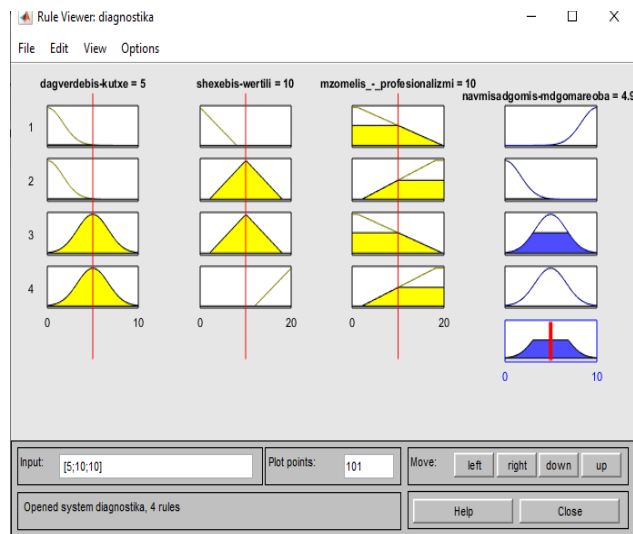 Rule Viewer: diagnostika
File Edit View Options
dagverdebis-kutxe = 5
shexebis-wertili = 10
mzomelis_-_profesionalizmi = 10
navmisadgomis-mdgomareoba = 4.9
1
2
3
4
0 10
0 20
0 20
0 10
Input: [5;10;10]
Plot points: 101
Move: left right down up
Opened system diagnostika, 4 rules
Help Close